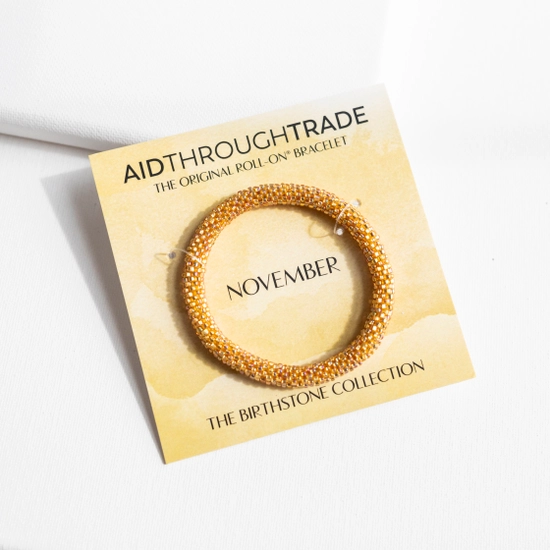 AIDTHROUGHTRADE
THE ORIGINAL ROLL-ON® BRACELET
NOVEMBER
THE BIRTHSTONE COLLECTION